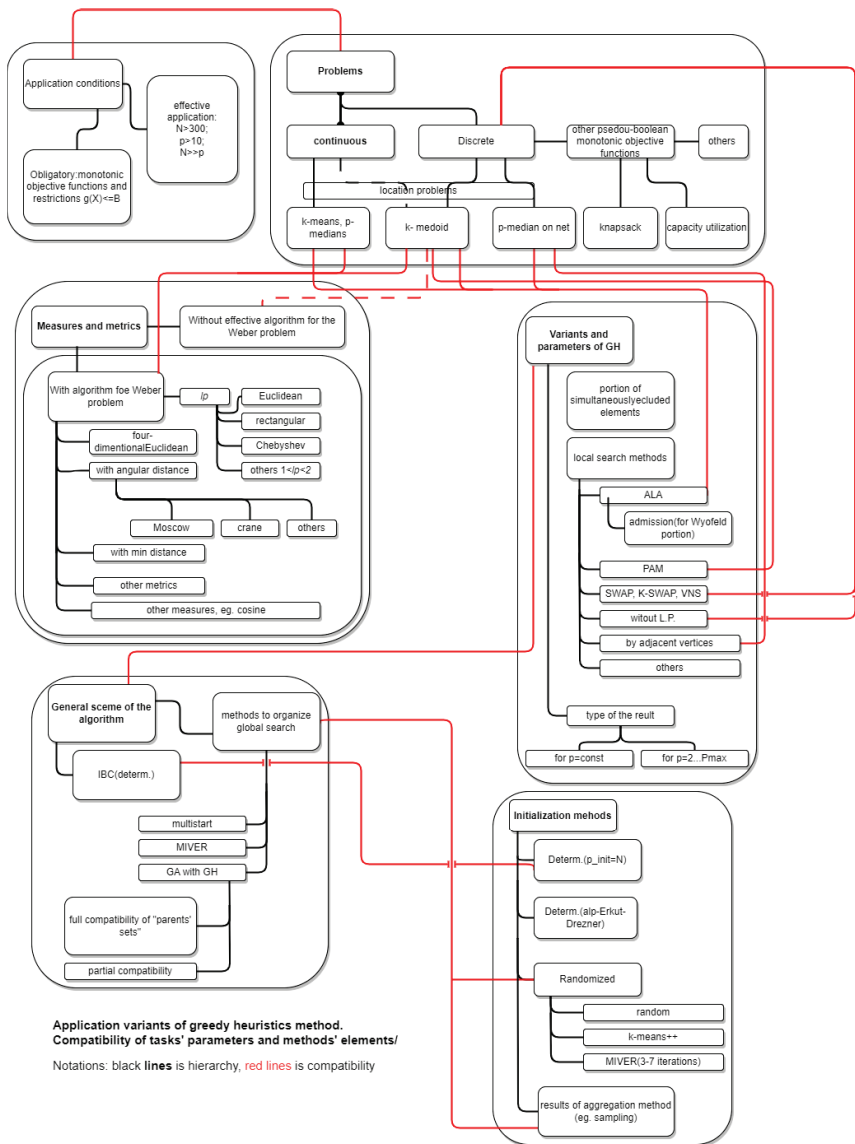 Application conditions
effective
application:
N>300;
p>10;
N>>p
Obligatory:monotonic
objective functions and
restrictions g(X)<=B
Problems
continuous
Discrete
other psedou-boolean
monotonic objective
functions
others
location problems
k-means, p-
medians
k- medoid
p-median on net
knapsack
capacity utilization
Measures and metrics
Without effective algorithm for the
Weber problem
With algorithm foe Weber
problem
lp
Euclidean
rectangular
Chebyshev
others 1<lp<2
four-
dimentionalEuclidean
with angular distance
Moscow
crane
others
with min distance
other metrics
other measures, eg. cosine
Variants and
parameters of GH
portion of
simultaneouslyecluded
elements
local search methods
ALA
admission(for Wyofeld
portion)
PAM
SWAP, K-SWAP, VNS
witout L.P.
by adjacent vertices
others
type of the reult
for p=const
for p=2...Pmax
General sceme of the
algorithm
methods to organize
global search
IBC(determ.)
multistart
MIVER
GA with GH
full compatibility of "parents'
sets"
partial compatibility
Initialization mehods
Determ.(p_init=N)
Determ.(alp-Erkut-
Drezner)
Randomized
random
k-means++
MIVER(3-7 iterations)
results of aggregation method
(eg. sampling)
Application variants of greedy heuristics method.
Compatibility of tasks' parameters and methods' elements/
Notations: black lines is hierarchy, red lines is compatibility